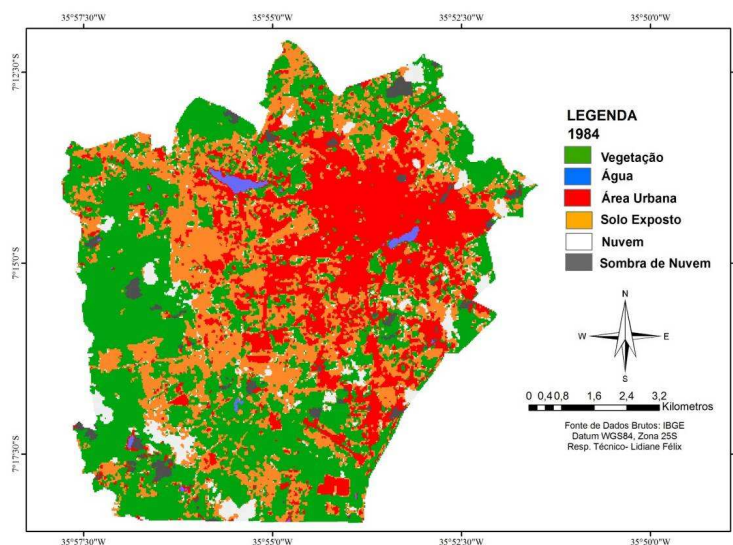 35°57'30"W 35°55'0"W 35°52'30"W 35°50'0"W
7°12'30"S
7°15'0"S
7°17'30"S
LEGENDA
1984
Vegetação
Água
Área Urbana
Solo Exposto
Nuvem
Sombra de Nuvem
N
W E
S
0 0,4 0,8 1,6 2,4 3,2
Kilometros
Fonte de Dados Brutos: IBGE
Datum WGS84, Zona 25S
Resp. Técnico- Lidiane Félix
35°57'30"W 35°55'0"W 35°52'30"W 35°50'0"W